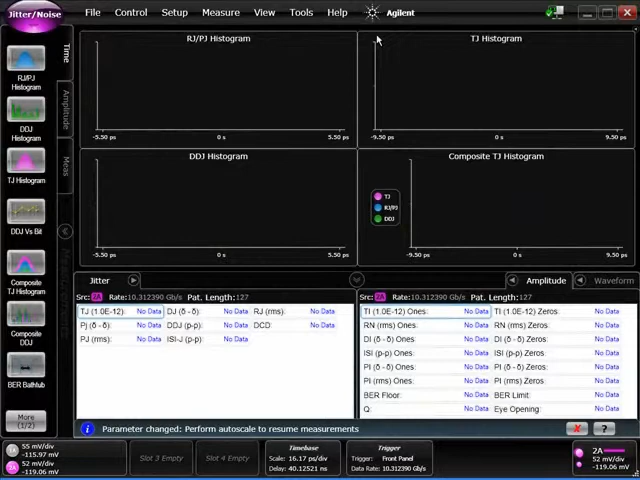 Jitter/Noise
File Control Setup Measure View Tools Help Agilent
Time
Amplitude
Meas
RJ/PJ Histogram
DDJ Histogram
TJ Histogram
DDJ Vs Bit
Composite TJ Histogram
Composite DDJ
BER Bathtub
More (1/2)
RJ/PJ Histogram
-5.50 ps 0 s 5.50 ps
TJ Histogram
-9.50 ps 0 s 9.50 ps
DDJ Histogram
-5.50 ps 0 s 5.50 ps
Composite TJ Histogram
TJ
RJ/PJ
DDJ
-9.50 ps 0 s 9.50 ps
Jitter
Src: 2A Rate:10.312390 Gb/s Pat. Length:127
TJ (1.0E-12): No Data DJ (δ - δ): No Data RJ (rms): No Data
Pj (δ - δ): No Data DDJ (p-p): No Data DCD: No Data
PJ (rms): No Data ISI-J (p-p): No Data
Amplitude Waveform
Src: 2A Rate:10.312390 Gb/s Pat. Length:127
TI (1.0E-12) Ones: No Data TI (1.0E-12) Zeros: No Data
RN (rms) Ones: No Data RN (rms) Zeros: No Data
DI (δ - δ) Ones: No Data DI (δ - δ) Zeros: No Data
ISI (p-p) Ones: No Data ISI (p-p) Zeros: No Data
PI (δ - δ) Ones: No Data PI (δ - δ) Zeros: No Data
PI (rms) Ones: No Data PI (rms) Zeros: No Data
BER Floor: No Data BER Limit: No Data
Q: No Data Eye Opening: No Data
Parameter changed: Perform autoscale to resume measurements
1A 55 mV/div
-115.97 mV
3A 52 mV/div
-119.06 mV
Slot 3 Empty
Slot 4 Empty
Timebase
Scale: 16.17 ps/div
Delay: 40.12521 ns
Trigger
Trigger: Front Panel
Data Rate: 10.312390 Gb/s
2A
52 mV/div
-119.06 mV